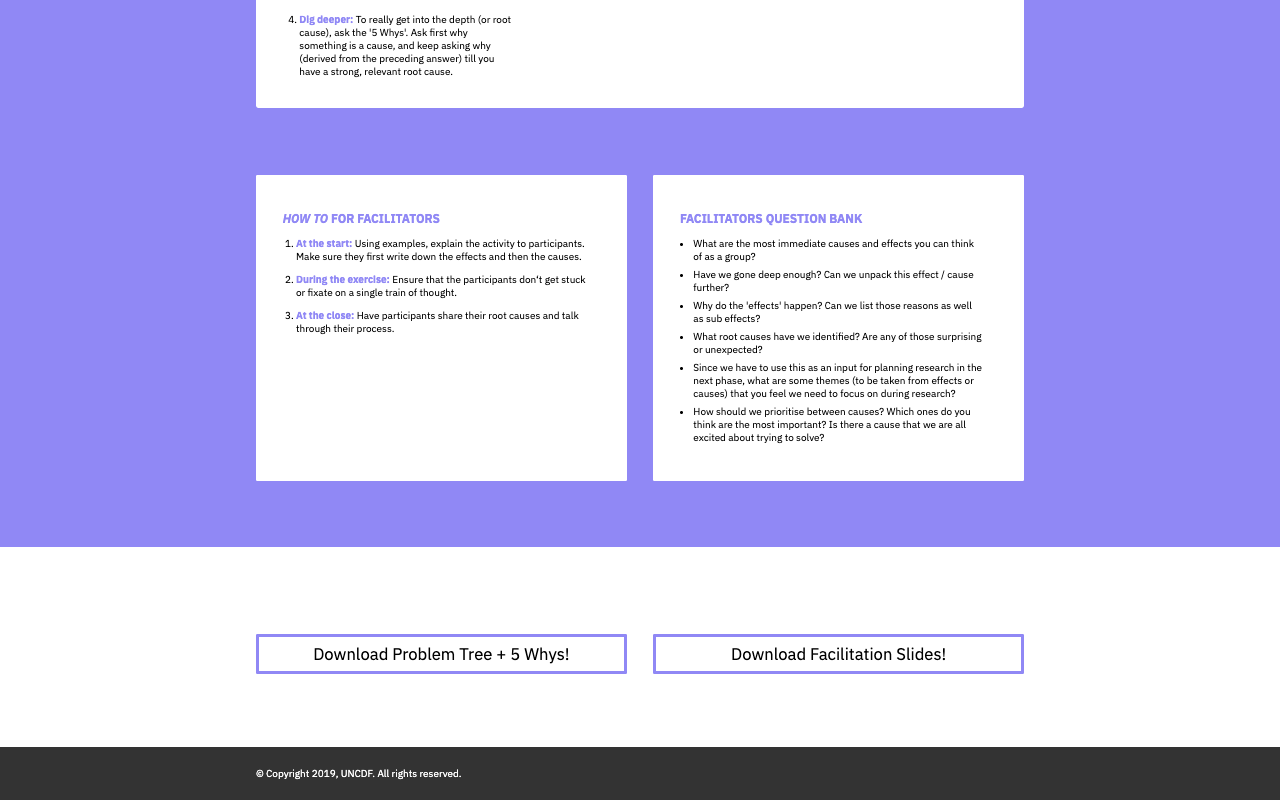 4. Dig deeper: To really get into the depth (or root
cause), ask the '5 Whys'. Ask first why
something is a cause, and keep asking why
(derived from the preceding answer) till you
have a strong, relevant root cause.
HOW TO FOR FACILITATORS
1. At the start: Using examples, explain the activity to participants.
Make sure they first write down the effects and then the causes.
2. During the exercise: Ensure that the participants don't get stuck
or fixate on a single train of thought.
3. At the close: Have participants share their root causes and talk
through their process.
FACILITATORS QUESTION BANK
• What are the most immediate causes and effects you can think
of as a group?
• Have we gone deep enough? Can we unpack this effect / cause
further?
• Why do the 'effects' happen? Can we list those reasons as well
as sub effects?
• What root causes have we identified? Are any of those surprising
or unexpected?
• Since we have to use this as an input for planning research in the
next phase, what are some themes (to be taken from effects or
causes) that you feel we need to focus on during research?
• How should we prioritise between causes? Which ones do you
think are the most important? Is there a cause that we are all
excited about trying to solve?
Download Problem Tree + 5 Whys!
Download Facilitation Slides!
© Copyright 2019, UNCDF. All rights reserved.